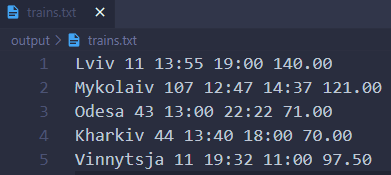 trains.txt ×
output > trains.txt
1 Lviv 11 13:55 19:00 140.00
2 Mykolaiv 107 12:47 14:37 121.00
3 Odesa 43 13:00 22:22 71.00
4 Kharkiv 44 13:40 18:00 70.00
5 Vinnytsja 11 19:32 11:00 97.50